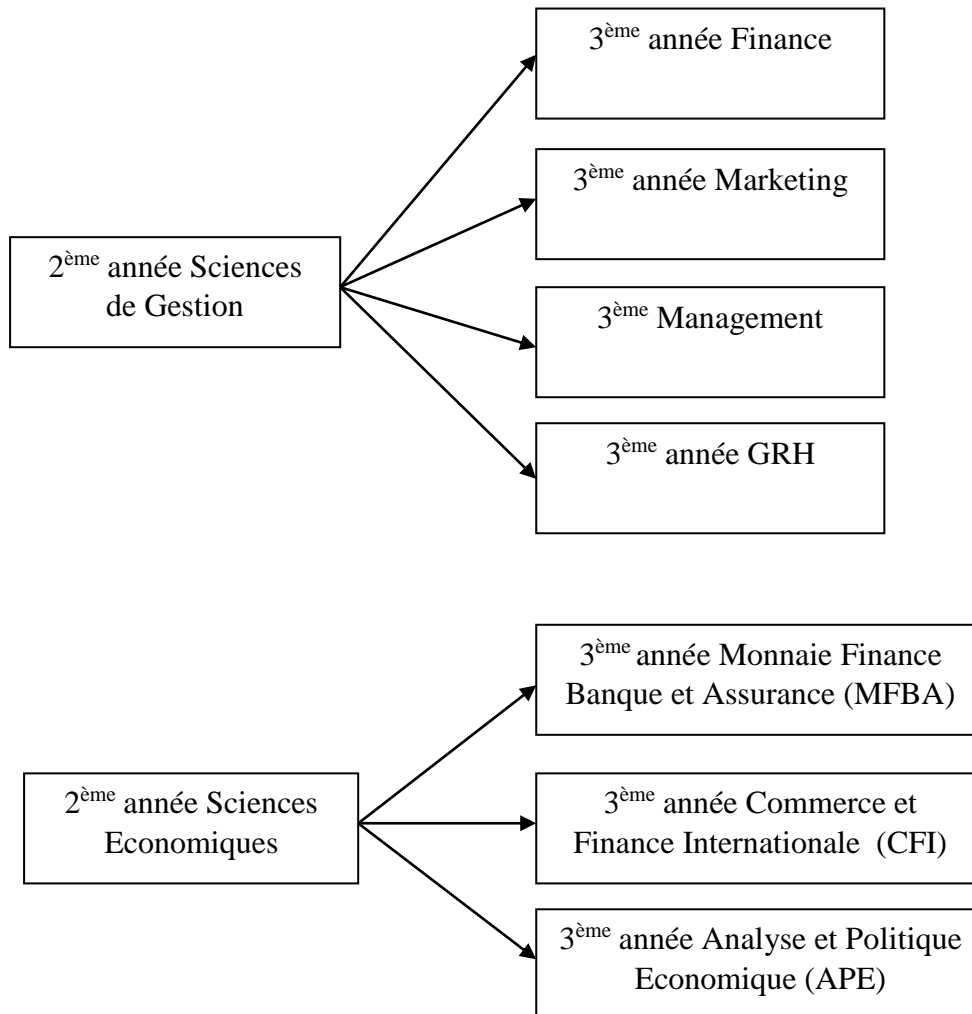 3ème année Finance
3ème année Marketing
2ème année Sciences
de Gestion
3ème Management
3ème année GRH
3ème année Monnaie Finance
Banque et Assurance (MFBA)
2ème année Sciences
Economiques
3ème année Commerce et
Finance Internationale (CFI)
3ème année Analyse et Politique
Economique (APE)